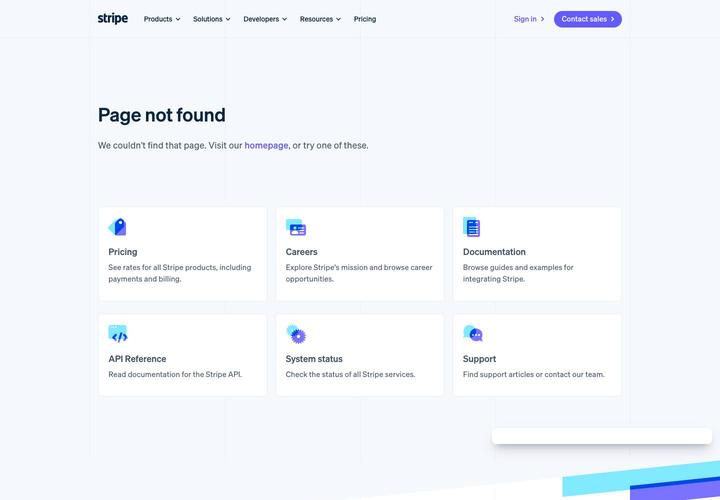 stripe Products Solutions Developers Resources Pricing Sign in Contact sales
Page not found
We couldn't find that page. Visit our homepage, or try one of these.
Pricing
See rates for all Stripe products, including
payments and billing.
Careers
Explore Stripe's mission and browse career
opportunities.
Documentation
Browse guides and examples for
integrating Stripe.
API Reference
Read documentation for the Stripe API.
System status
Check the status of all Stripe services.
Support
Find support articles or contact our team.